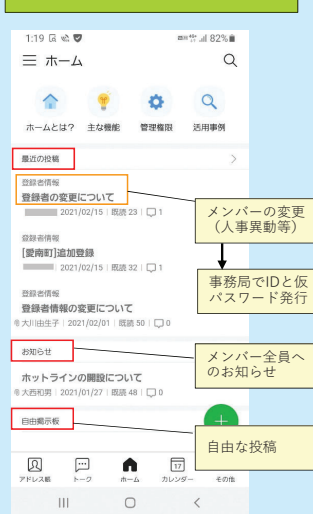 1:19
82%
ホーム
ホームとは？ 主な機能 管理権限 活用事例
最近の投稿
登録者情報
登録者の変更について
2021/02/15 | 既読 23 | 1
登録者情報
[愛南町]追加登録
2021/02/15 | 既読 32 | 1
登録者情報
登録者情報の変更について
大川由生子 | 2021/02/01 | 既読 50 | 0
お知らせ
ホットラインの開設について
大西和男 | 2021/01/27 | 既読 48 | 0
自由掲示板
アドレス帳 トーク ホーム 17 カレンダー その他
メンバーの変更
（人事異動等）
事務局でIDと仮
パスワード発行
メンバー全員へ
のお知らせ
自由な投稿